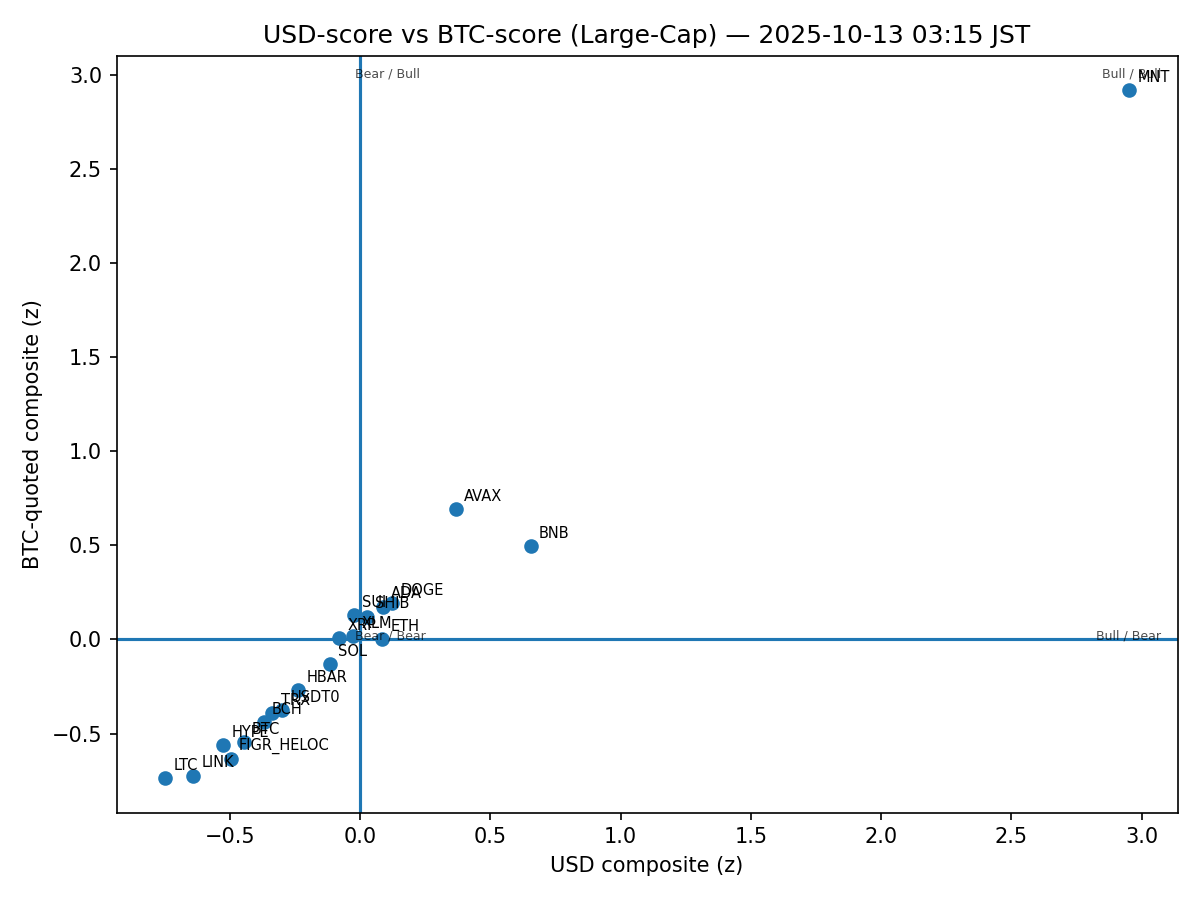 USD-score vs BTC-score (Large-Cap) — 2025-10-13 03:15 JST
BTC-quoted composite (z)
3.0
2.5
2.0
1.5
1.0
0.5
0.0
−0.5
Bear / Bull
Bull / Bull
MNT
AVAX
BNB
DOGE
ADA
SUI
SHIB
XLM
XRP
ETH
Bear / Bear
Bull / Bear
SOL
HBAR
USDT0
TRX
BCH
BTC
HYPE
FIGR_HELOC
LINK
LTC
−0.5
0.0
0.5
1.0
1.5
2.0
2.5
3.0
USD composite (z)